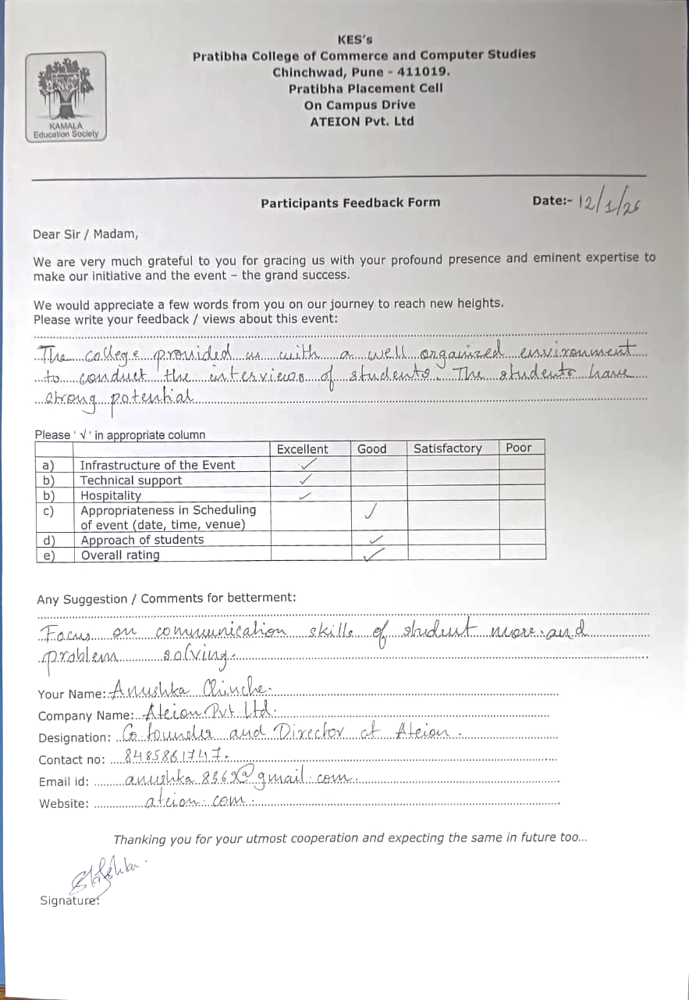 KES's
Pratibha College of Commerce and Computer Studies
Chinchwad, Pune - 411019.
Pratibha Placement Cell
On Campus Drive
ATEION Pvt. Ltd
KAMALA
Education Society
Participants Feedback Form
Date:- 12/1/26
Dear Sir / Madam,
We are very much grateful to you for gracing us with your profound presence and eminent expertise to
make our initiative and the event – the grand success.
We would appreciate a few words from you on our journey to reach new heights.
Please write your feedback / views about this event:
The college provided us with a well organized environment
to conduct the interviews of students. The students have
strong potential
Please ' √ ' in appropriate column
Excellent Good Satisfactory Poor
a) Infrastructure of the Event ✓
b) Technical support ✓
b) Hospitality ✓
c) Appropriateness in Scheduling
of event (date, time, venue) ✓
d) Approach of students ✓
e) Overall rating ✓
Any Suggestion / Comments for betterment:
Focus on communication skills of student more and
problem solving.
Your Name: Anushka
Company Name: Ateion Pvt Ltd.
Designation: Co-founder and Director at Ateion.
Contact no: 8485861747.
Email id: anushka.8369@gmail.com.
Website: ateion.com.
Thanking you for your utmost cooperation and expecting the same in future too...
Signature: